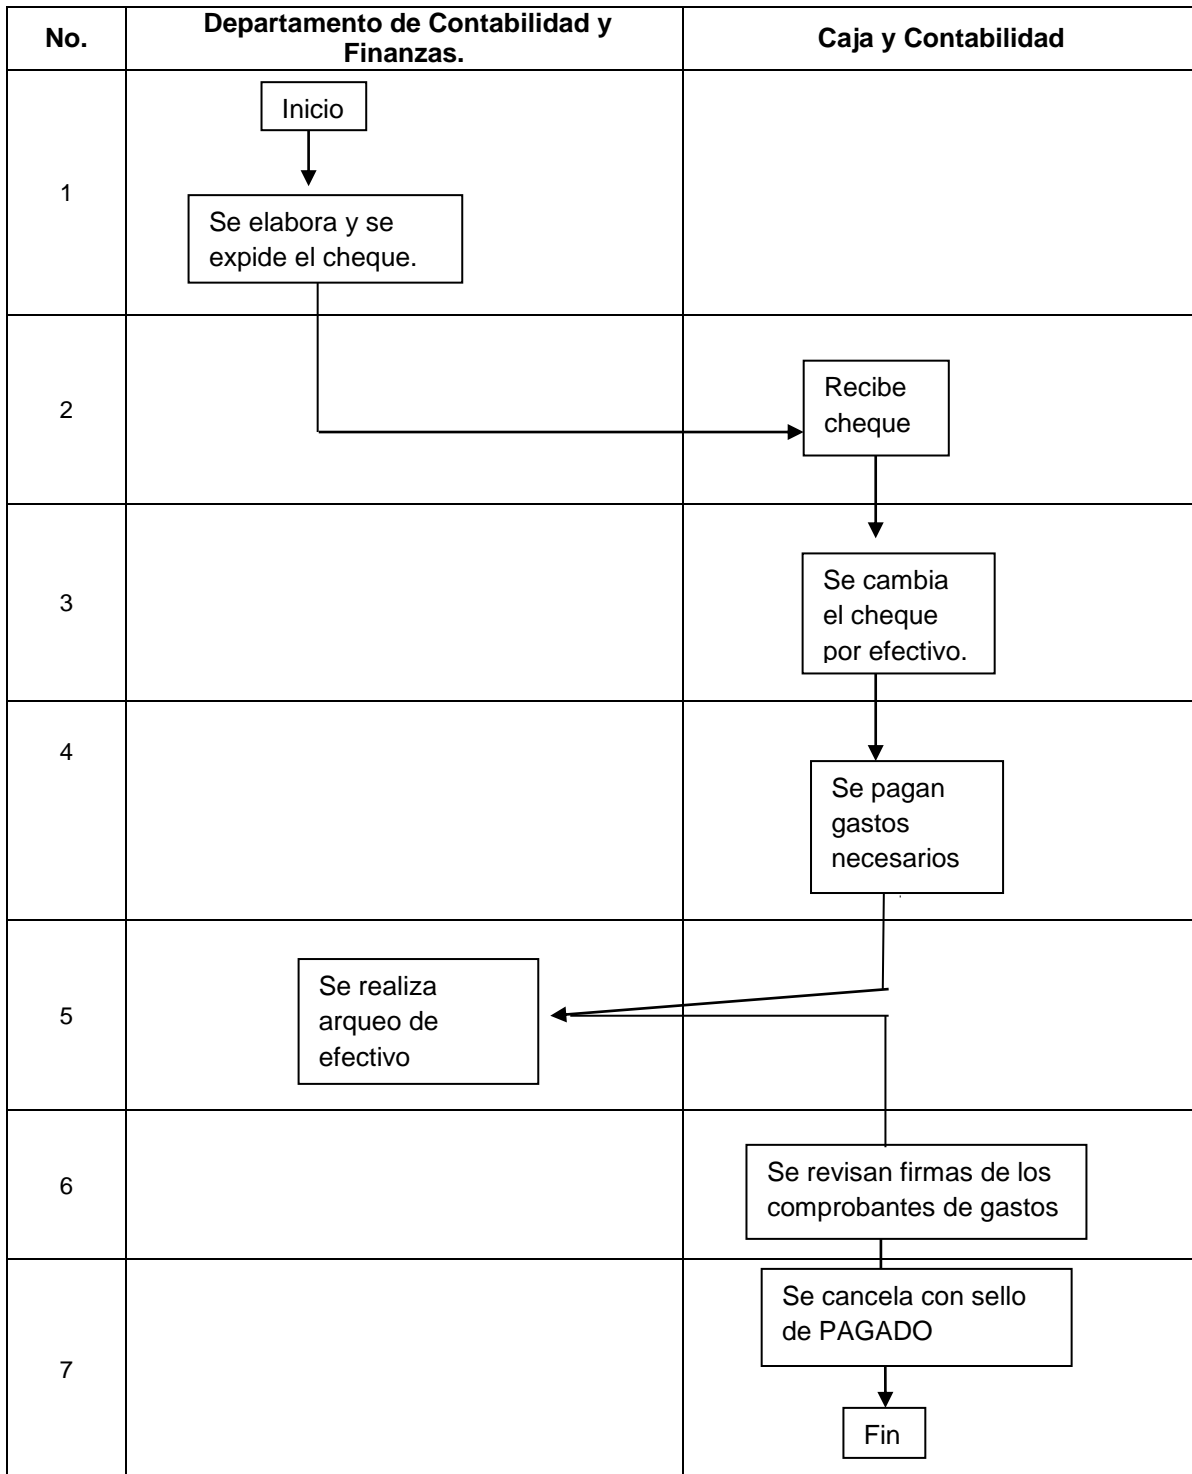 No.
Departamento de Contabilidad y
Finanzas.
Caja y Contabilidad
Inicio
1
Se elabora y se
expide el cheque.
2
Recibe
cheque
3
Se cambia
el cheque
por efectivo.
4
Se pagan
gastos
necesarios
5
Se realiza
arqueo de
efectivo
6
Se revisan firmas de los
comprobantes de gastos
7
Se cancela con sello
de PAGADO
Fin